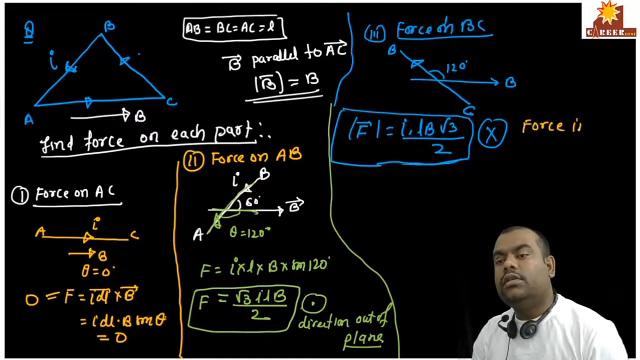 Q
B
i
A
C
B
AB = BC = AC = l
B parallel to AC
|B| = B
find force on each part:
(I) Force on AC
A i C
B
θ = 0°
0 = F = i dl × B
= i dl · B sin θ
= 0
(II) Force on AB
i B
60°
B
A θ = 120°
F = i × l × B × sin 120°
F = √3 i l B / 2
direction out of plane
(III) Force on BC
B
120°
B
C
|F| = i l B √3 / 2 (X) Force i
CAREER